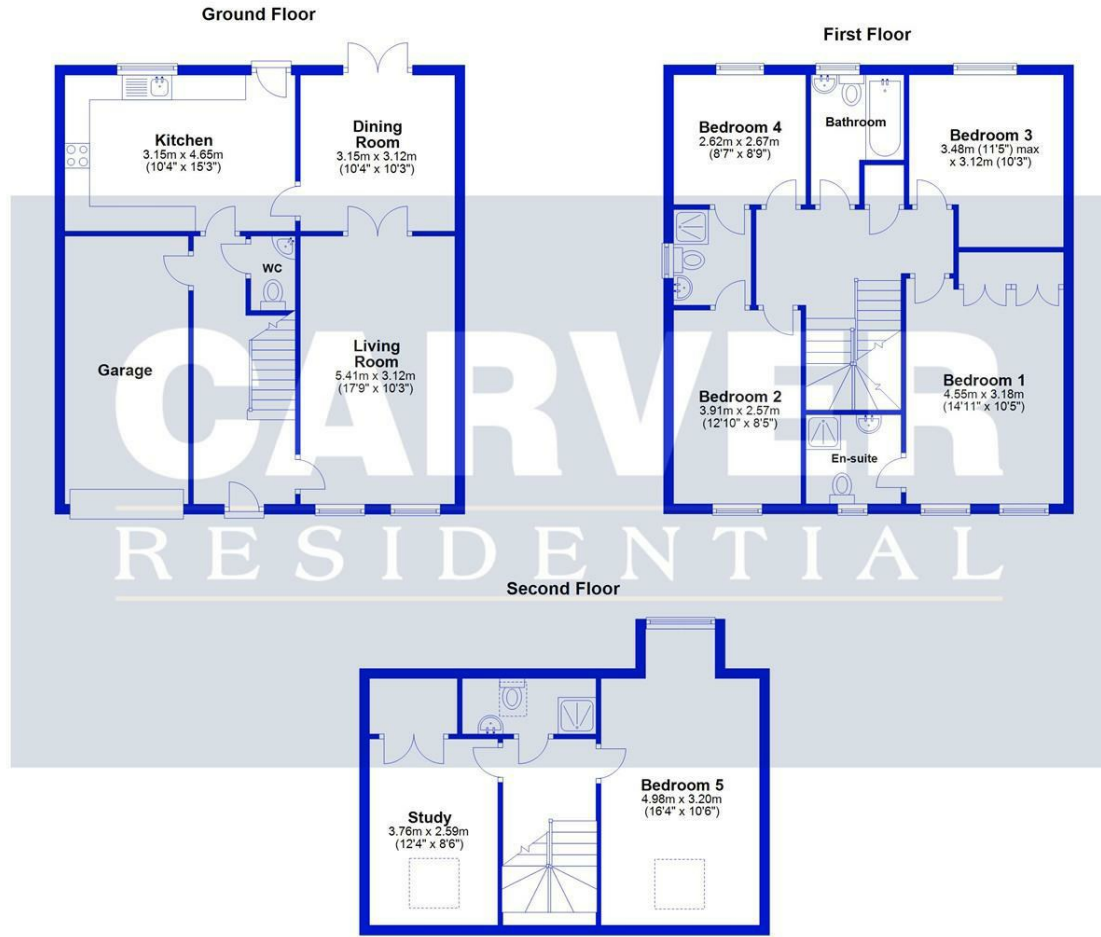 Ground Floor
Kitchen
3.15m x 4.65m
(10'4" x 15'3")
Dining
Room
3.15m x 3.12m
(10'4" x 10'3")
WC
Garage
Living
Room
5.41m x 3.12m
(17'9" x 10'3")
First Floor
Bedroom 4
2.62m x 2.67m
(8'7" x 8'9")
Bathroom
Bedroom 3
3.48m (11'5") max
x 3.12m (10'3")
Bedroom 2
3.91m x 2.57m
(12'10" x 8'5")
Bedroom 1
4.55m x 3.18m
(14'11" x 10'5")
En-suite
CARVER
RESIDENTIAL
Second Floor
Study
3.76m x 2.59m
(12'4" x 8'6")
Bedroom 5
4.98m x 3.20m
(16'4" x 10'6")